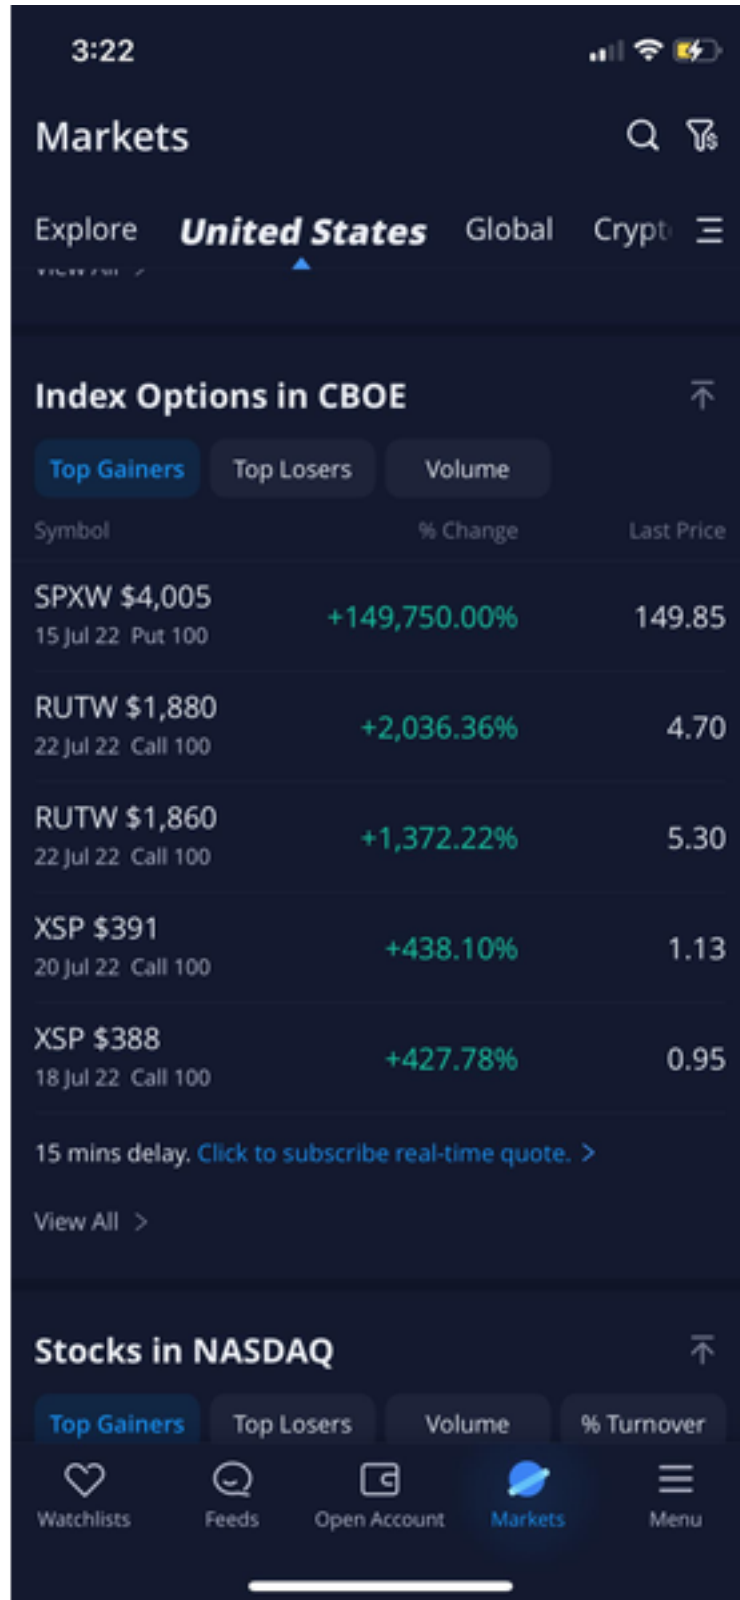 3:22
Markets
Explore United States Global Crypt
View All >
Index Options in CBOE
Top Gainers Top Losers Volume
Symbol % Change Last Price
SPXW $4,005
+149,750.00% 149.85
15 Jul 22 Put 100
RUTW $1,880
+2,036.36% 4.70
22 Jul 22 Call 100
RUTW $1,860
+1,372.22% 5.30
22 Jul 22 Call 100
XSP $391
+438.10% 1.13
20 Jul 22 Call 100
XSP $388
+427.78% 0.95
18 Jul 22 Call 100
15 mins delay. Click to subscribe real-time quote. >
View All >
Stocks in NASDAQ
Top Gainers Top Losers Volume % Turnover
Watchlists Feeds Open Account Markets Menu